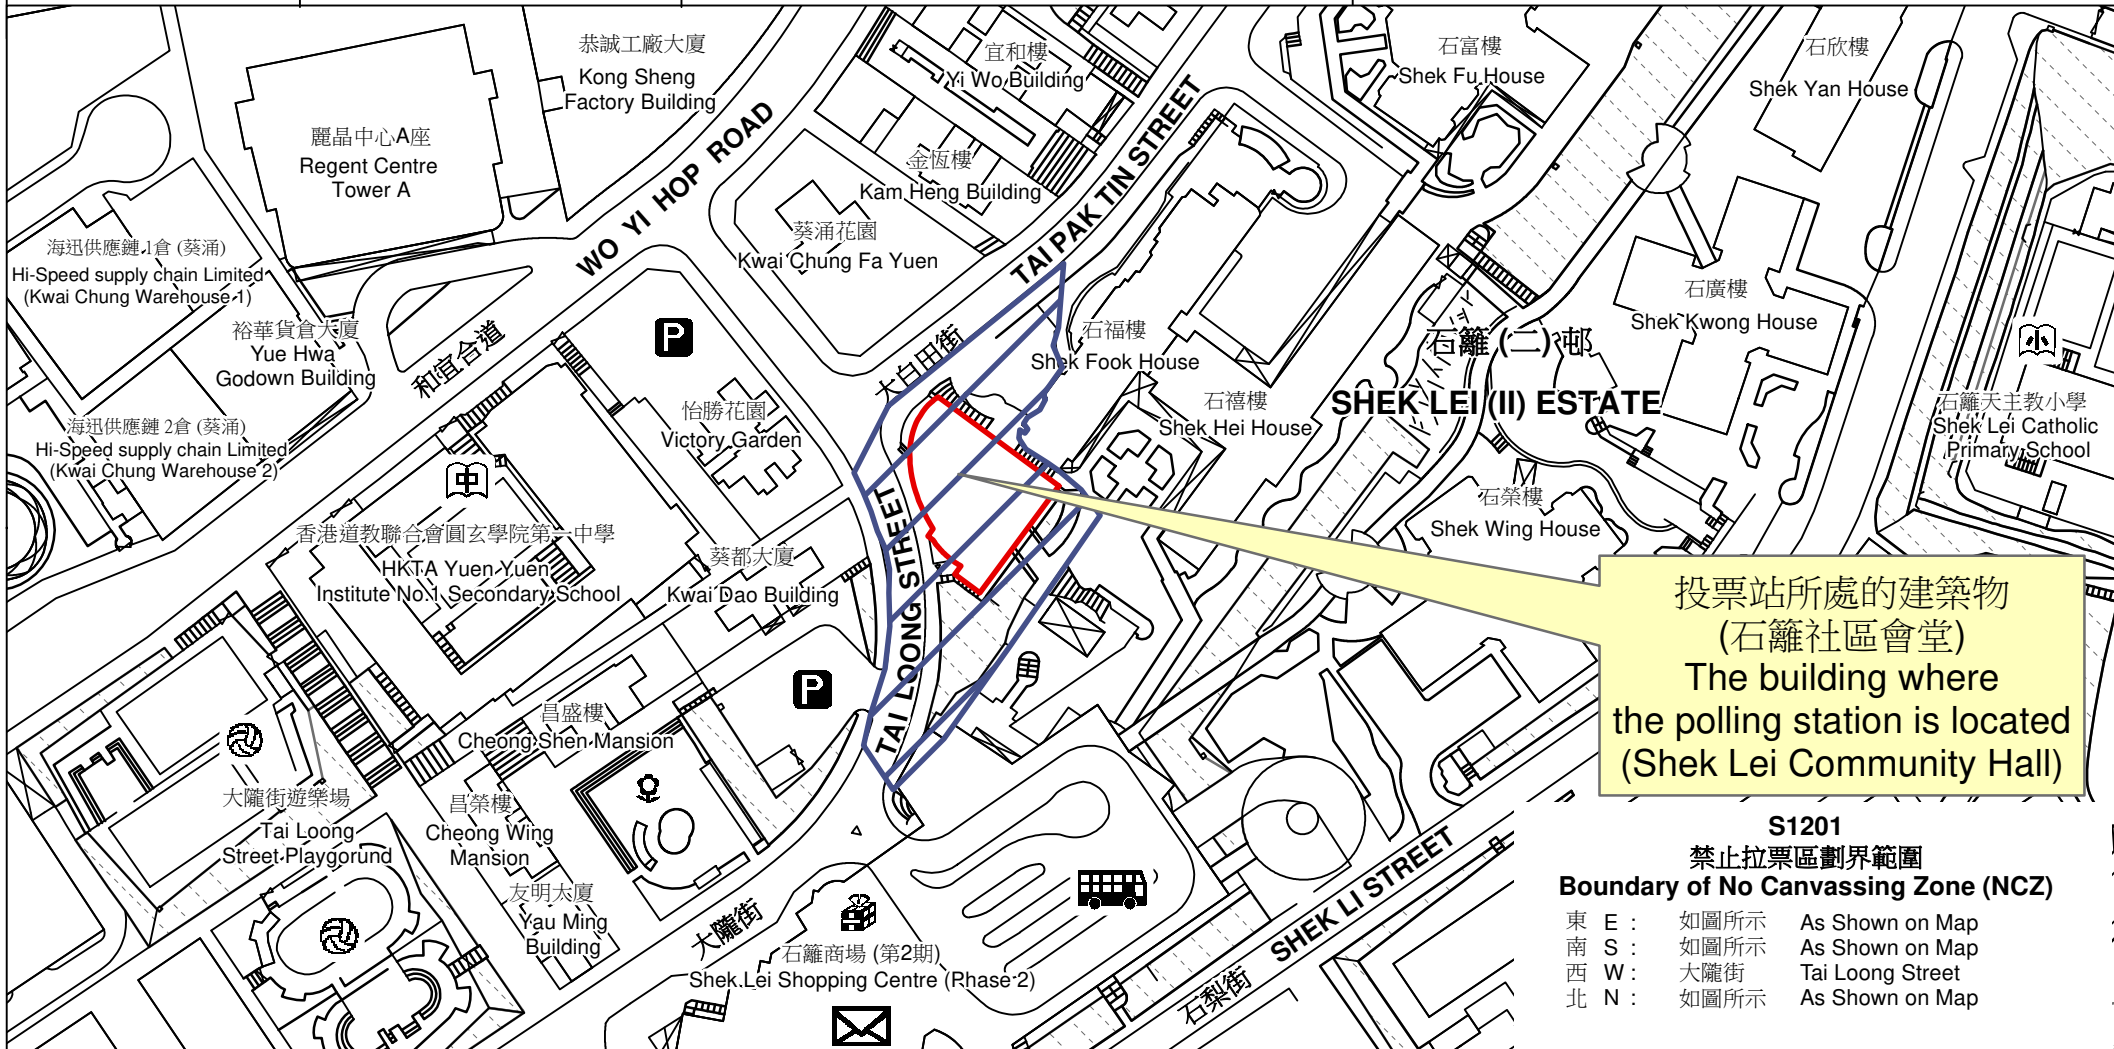 恭誠工廠大廈
Kong Sheng
Factory Building
宜和樓
Yi Wo Building
石富樓
Shek Fu House
石欣樓
Shek Yan House
麗晶中心A座
Regent Centre
Tower A
WO YI HOP ROAD
金恆樓
Kam Heng Building
TAI PAK TIN STREET
葵涌花園
Kwai Chung Fa Yuen
海迅供應鏈1倉 (葵涌)
Hi-Speed supply chain Limited
(Kwai Chung Warehouse 1)
裕華貨倉大廈
Yue Hwa
Godown Building
和宜合道
P
大白田街
石福樓
Shek Fook House
石籬 (二) 邨
SHEK LEI (II) ESTATE
石廣樓
Shek Kwong House
小
石籬天主教小學
Shek Lei Catholic
Primary School
海迅供應鏈 2倉 (葵涌)
Hi-Speed supply chain Limited
(Kwai Chung Warehouse 2)
怡勝花園
Victory Garden
石禧樓
Shek Hei House
中
香港道教聯合會圓玄學院第一中學
HKTA Yuen Yuen
Institute No.1 Secondary School
石榮樓
Shek Wing House
葵都大廈
Kwai Dao Building
TAI LOONG STREET
投票站所處的建築物
(石籬社區會堂)
The building where
the polling station is located
(Shek Lei Community Hall)
P
昌盛樓
Cheong Shen Mansion
大隴街遊樂場
Tai Loong
Street Playgorund
昌榮樓
Cheong Wing
Mansion
友明大廈
Yau Ming
Building
大隴街
石籬商場 (第2期)
Shek Lei Shopping Centre (Phase 2)
石梨街
SHEK LI STREET
S1201
禁止拉票區劃界範圍
Boundary of No Canvassing Zone (NCZ)
東 E : 如圖所示 As Shown on Map
南 S : 如圖所示 As Shown on Map
西 W : 大隴街 Tai Loong Street
北 N : 如圖所示 As Shown on Map